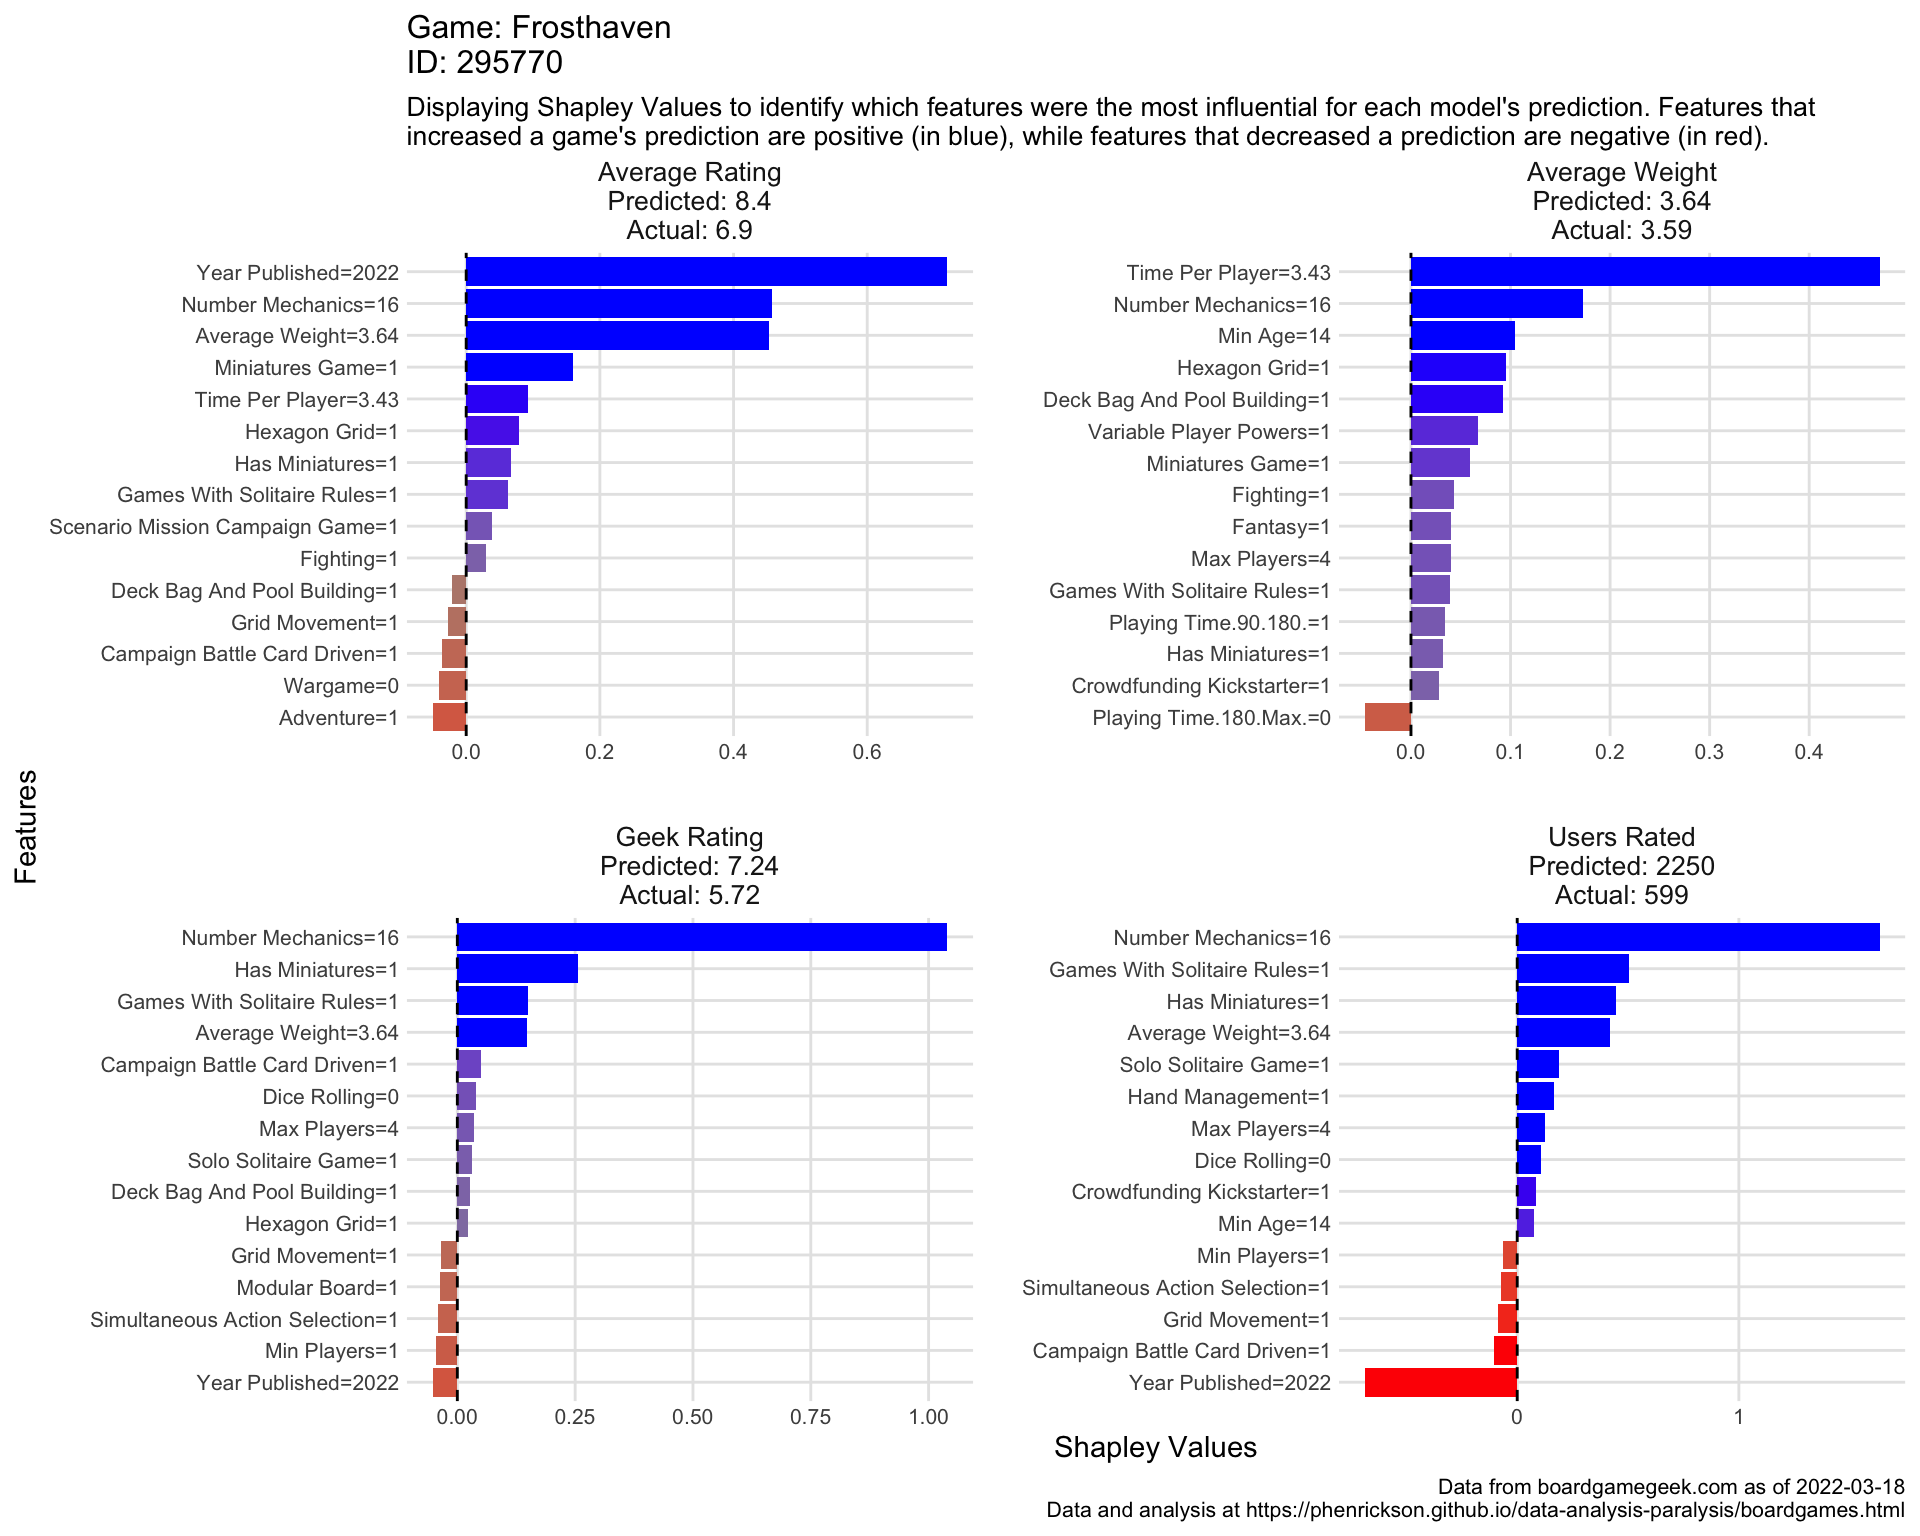 Game: Frosthaven
ID: 295770
Displaying Shapley Values to identify which features were the most influential for each model's prediction. Features that
increased a game's prediction are positive (in blue), while features that decreased a prediction are negative (in red).
Average Rating
Predicted: 8.4
Actual: 6.9
Year Published=2022
Number Mechanics=16
Average Weight=3.64
Miniatures Game=1
Time Per Player=3.43
Hexagon Grid=1
Has Miniatures=1
Games With Solitaire Rules=1
Scenario Mission Campaign Game=1
Fighting=1
Deck Bag And Pool Building=1
Grid Movement=1
Campaign Battle Card Driven=1
Wargame=0
Adventure=1
0.0 0.2 0.4 0.6
Average Weight
Predicted: 3.64
Actual: 3.59
Time Per Player=3.43
Number Mechanics=16
Min Age=14
Hexagon Grid=1
Deck Bag And Pool Building=1
Variable Player Powers=1
Miniatures Game=1
Fighting=1
Fantasy=1
Max Players=4
Games With Solitaire Rules=1
Playing Time.90.180.=1
Has Miniatures=1
Crowdfunding Kickstarter=1
Playing Time.180.Max.=0
0.0 0.1 0.2 0.3 0.4
Features
Geek Rating
Predicted: 7.24
Actual: 5.72
Number Mechanics=16
Has Miniatures=1
Games With Solitaire Rules=1
Average Weight=3.64
Campaign Battle Card Driven=1
Dice Rolling=0
Max Players=4
Solo Solitaire Game=1
Deck Bag And Pool Building=1
Hexagon Grid=1
Grid Movement=1
Modular Board=1
Simultaneous Action Selection=1
Min Players=1
Year Published=2022
0.00 0.25 0.50 0.75 1.00
Users Rated
Predicted: 2250
Actual: 599
Number Mechanics=16
Games With Solitaire Rules=1
Has Miniatures=1
Average Weight=3.64
Solo Solitaire Game=1
Hand Management=1
Max Players=4
Dice Rolling=0
Crowdfunding Kickstarter=1
Min Age=14
Min Players=1
Simultaneous Action Selection=1
Grid Movement=1
Campaign Battle Card Driven=1
Year Published=2022
0 1
Shapley Values
Data from boardgamegeek.com as of 2022-03-18
Data and analysis at https://phenrickson.github.io/data-analysis-paralysis/boardgames.html